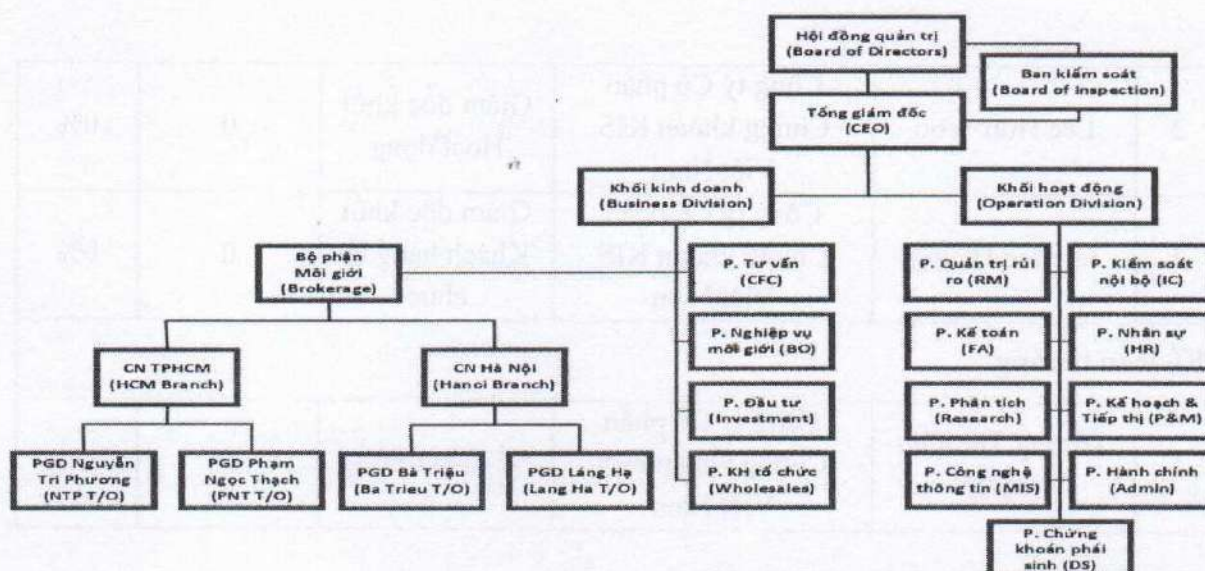 Hội đồng quản trị
(Board of Directors)
Ban kiểm soát
(Board of Inspection)
Tổng giám đốc
(CEO)
Khối kinh doanh
(Business Division)
Khối hoạt động
(Operation Division)
Bộ phận
Môi giới
(Brokerage)
P. Tư vấn
(CFC)
P. Quản trị rủi
ro (RM)
P. Kiểm soát
nội bộ (IC)
P. Nghiệp vụ
môi giới (BO)
P. Kế toán
(FA)
P. Nhân sự
(HR)
CN TPHCM
(HCM Branch)
CN Hà Nội
(Hanoi Branch)
P. Đầu tư
(Investment)
P. Phân tích
(Research)
P. Kế hoạch &
Tiếp thị (P&M)
PGD Nguyễn
Tri Phương
(NTP T/O)
PGD Phạm
Ngọc Thạch
(PNT T/O)
PGD Bà Triệu
(Ba Trieu T/O)
PGD Láng Hạ
(Lang Ha T/O)
P. KH tổ chức
(Wholesales)
P. Công nghệ
thông tin (MIS)
P. Hành chính
(Admin)
P. Chứng
khoán phái
sinh (DS)